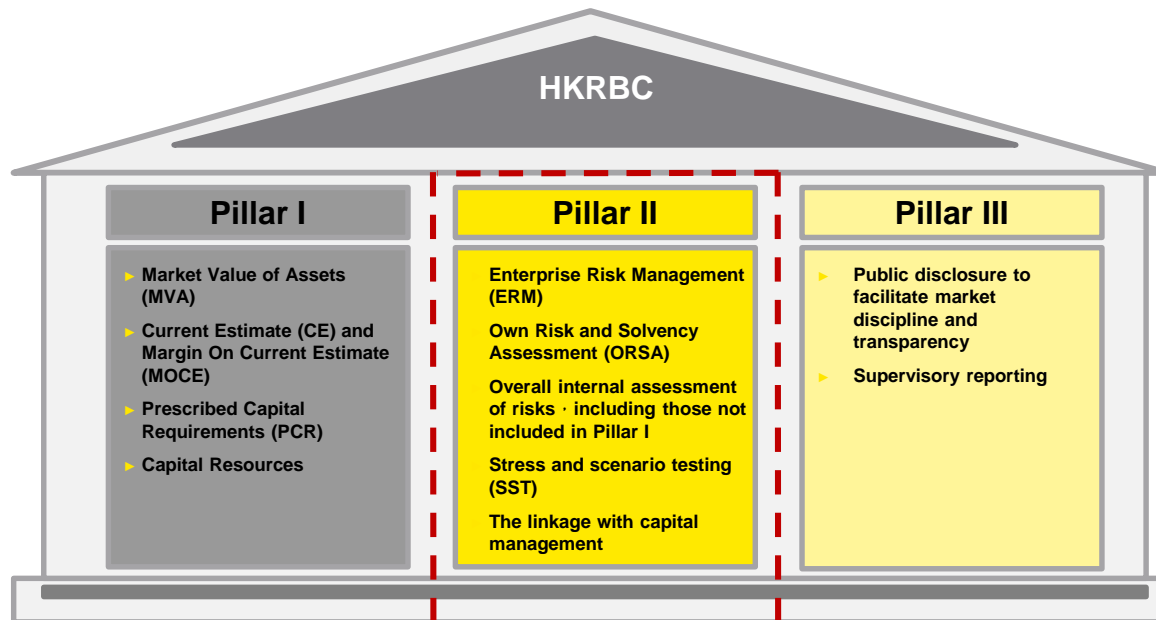 HKRBC
Pillar I
► Market Value of Assets
(MVA)
► Current Estimate (CE) and
Margin On Current Estimate
(MOCE)
► Prescribed Capital
Requirements (PCR)
► Capital Resources
Pillar II
Enterprise Risk Management
(ERM)
Own Risk and Solvency
Assessment (ORSA)
Overall internal assessment
of risks · including those not
included in Pillar I
Stress and scenario testing
(SST)
The linkage with capital
management
Pillar III
► Public disclosure to
facilitate market
discipline and
transparency
► Supervisory reporting